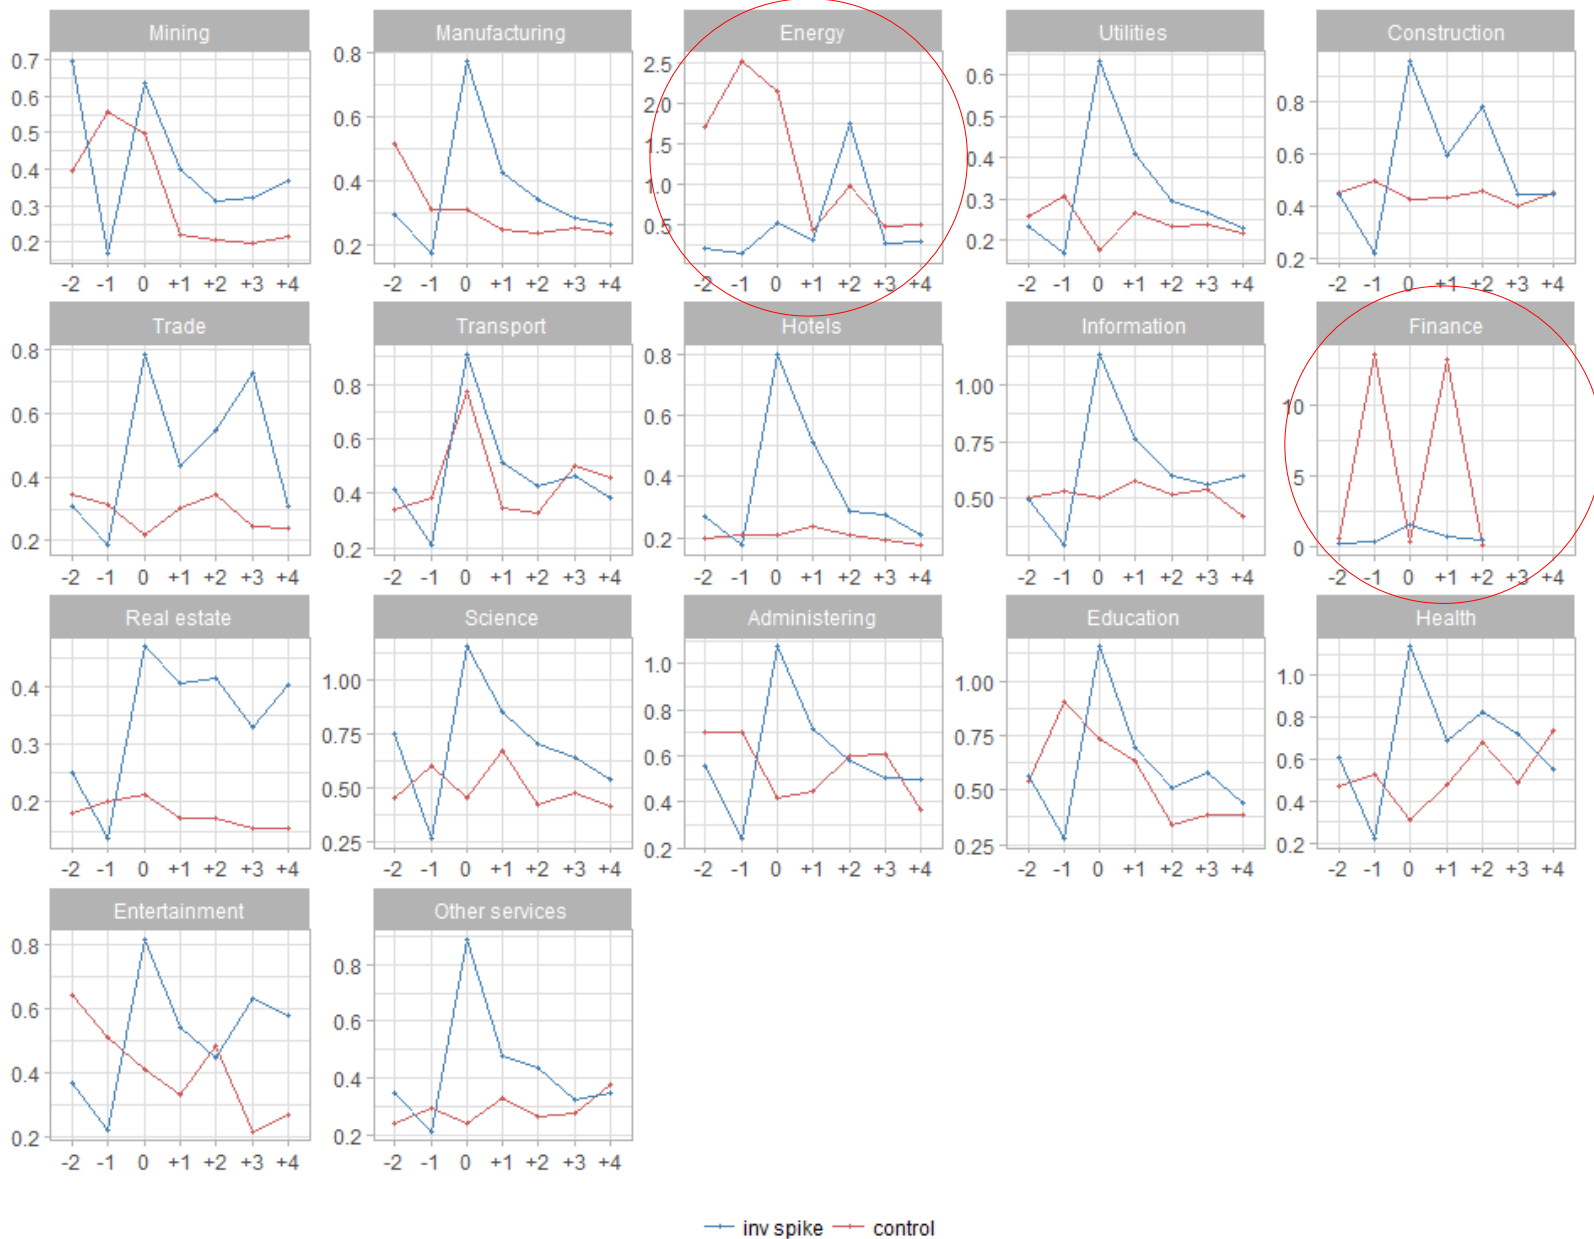 Mining Manufacturing Energy Utilities Construction
0.7 0.6 0.5 0.4 0.3 0.2
-2 -1 0 +1 +2 +3 +4
0.8 0.6 0.4 0.2
-2 -1 0 +1 +2 +3 +4
2.5 2.0 1.5 1.0 0.5
-2 -1 0 +1 +2 +3 +4
0.6 0.5 0.4 0.3 0.2
-2 -1 0 +1 +2 +3 +4
0.8 0.6 0.4 0.2
-2 -1 0 +1 +2 +3 +4
Trade Transport Hotels Information Finance
0.8 0.6 0.4 0.2
-2 -1 0 +1 +2 +3 +4
0.8 0.6 0.4 0.2
-2 -1 0 +1 +2 +3 +4
0.8 0.6 0.4 0.2
-2 -1 0 +1 +2 +3 +4
1.00 0.75 0.50
-2 -1 0 +1 +2 +3 +4
10 5 0
-2 -1 0 +1 +2 +3 +4
Real estate Science Administering Education Health
0.4 0.3 0.2
-2 -1 0 +1 +2 +3 +4
1.00 0.75 0.50 0.25
-2 -1 0 +1 +2 +3 +4
1.0 0.8 0.6 0.4 0.2
-2 -1 0 +1 +2 +3 +4
1.00 0.75 0.50 0.25
-2 -1 0 +1 +2 +3 +4
1.0 0.8 0.6 0.4 0.2
-2 -1 0 +1 +2 +3 +4
Entertainment Other services
0.8 0.6 0.4 0.2
-2 -1 0 +1 +2 +3 +4
0.8 0.6 0.4 0.2
-2 -1 0 +1 +2 +3 +4
inv spike control